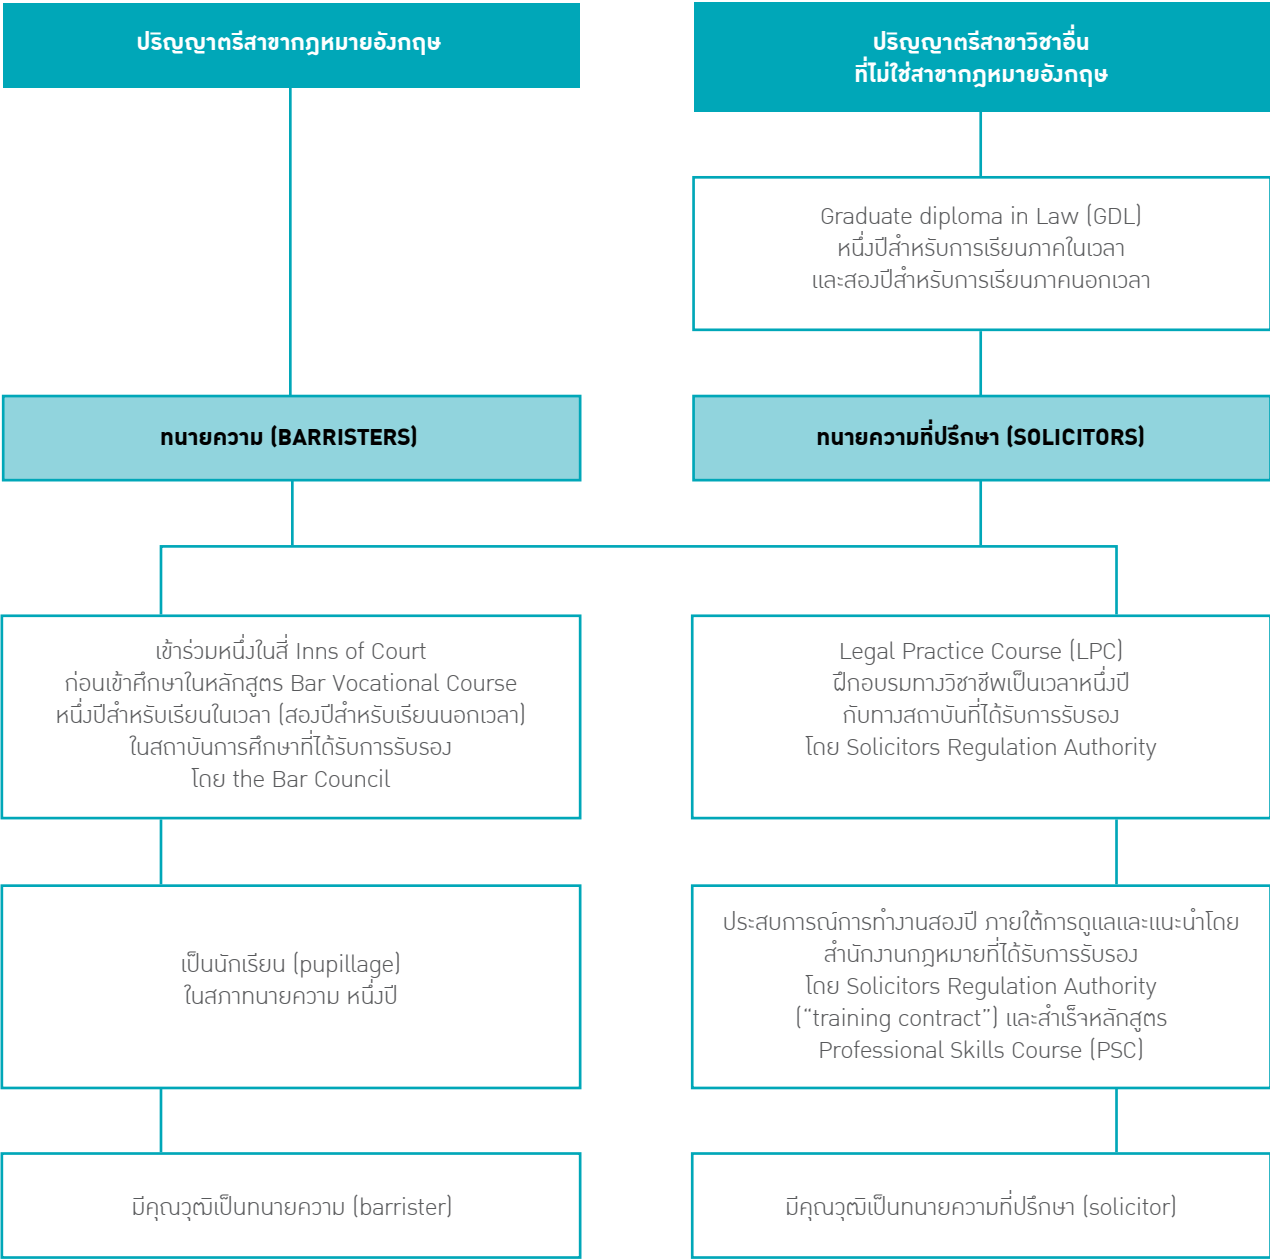 ปริญญาตรีสาขากฎหมายอังกฤษ
ปริญญาตรีสาขาวิชาอื่น
ที่ไม่ใช่สาขากฎหมายอังกฤษ
Graduate diploma in Law (GDL)
หนึ่งปีสำหรับการเรียนภาคในเวลา
และสองปีสำหรับการเรียนภาคนอกเวลา
ทนายความ (BARRISTERS)
ทนายความที่ปรึกษา (SOLICITORS)
เข้าร่วมหนึ่งในสี่ Inns of Court
ก่อนเข้าศึกษาในหลักสูตร Bar Vocational Course
หนึ่งปีสำหรับเรียนในเวลา (สองปีสำหรับเรียนนอกเวลา)
ในสถาบันการศึกษาที่ได้รับการรับรอง
โดย the Bar Council
Legal Practice Course (LPC)
ฝึกอบรมทางวิชาชีพเป็นเวลาหนึ่งปี
กับทางสถาบันที่ได้รับการรับรอง
โดย Solicitors Regulation Authority
เป็นนักเรียน (pupillage)
ในสภาทนายความ หนึ่งปี
ประสบการณ์การทำงานสองปี ภายใต้การดูแลและแนะนำโดย
สำนักงานกฎหมายที่ได้รับการรับรอง
โดย Solicitors Regulation Authority
(“training contract”) และสำเร็จหลักสูตร
Professional Skills Course (PSC)
มีคุณวุฒิเป็นทนายความ (barrister)
มีคุณวุฒิเป็นทนายความที่ปรึกษา (solicitor)